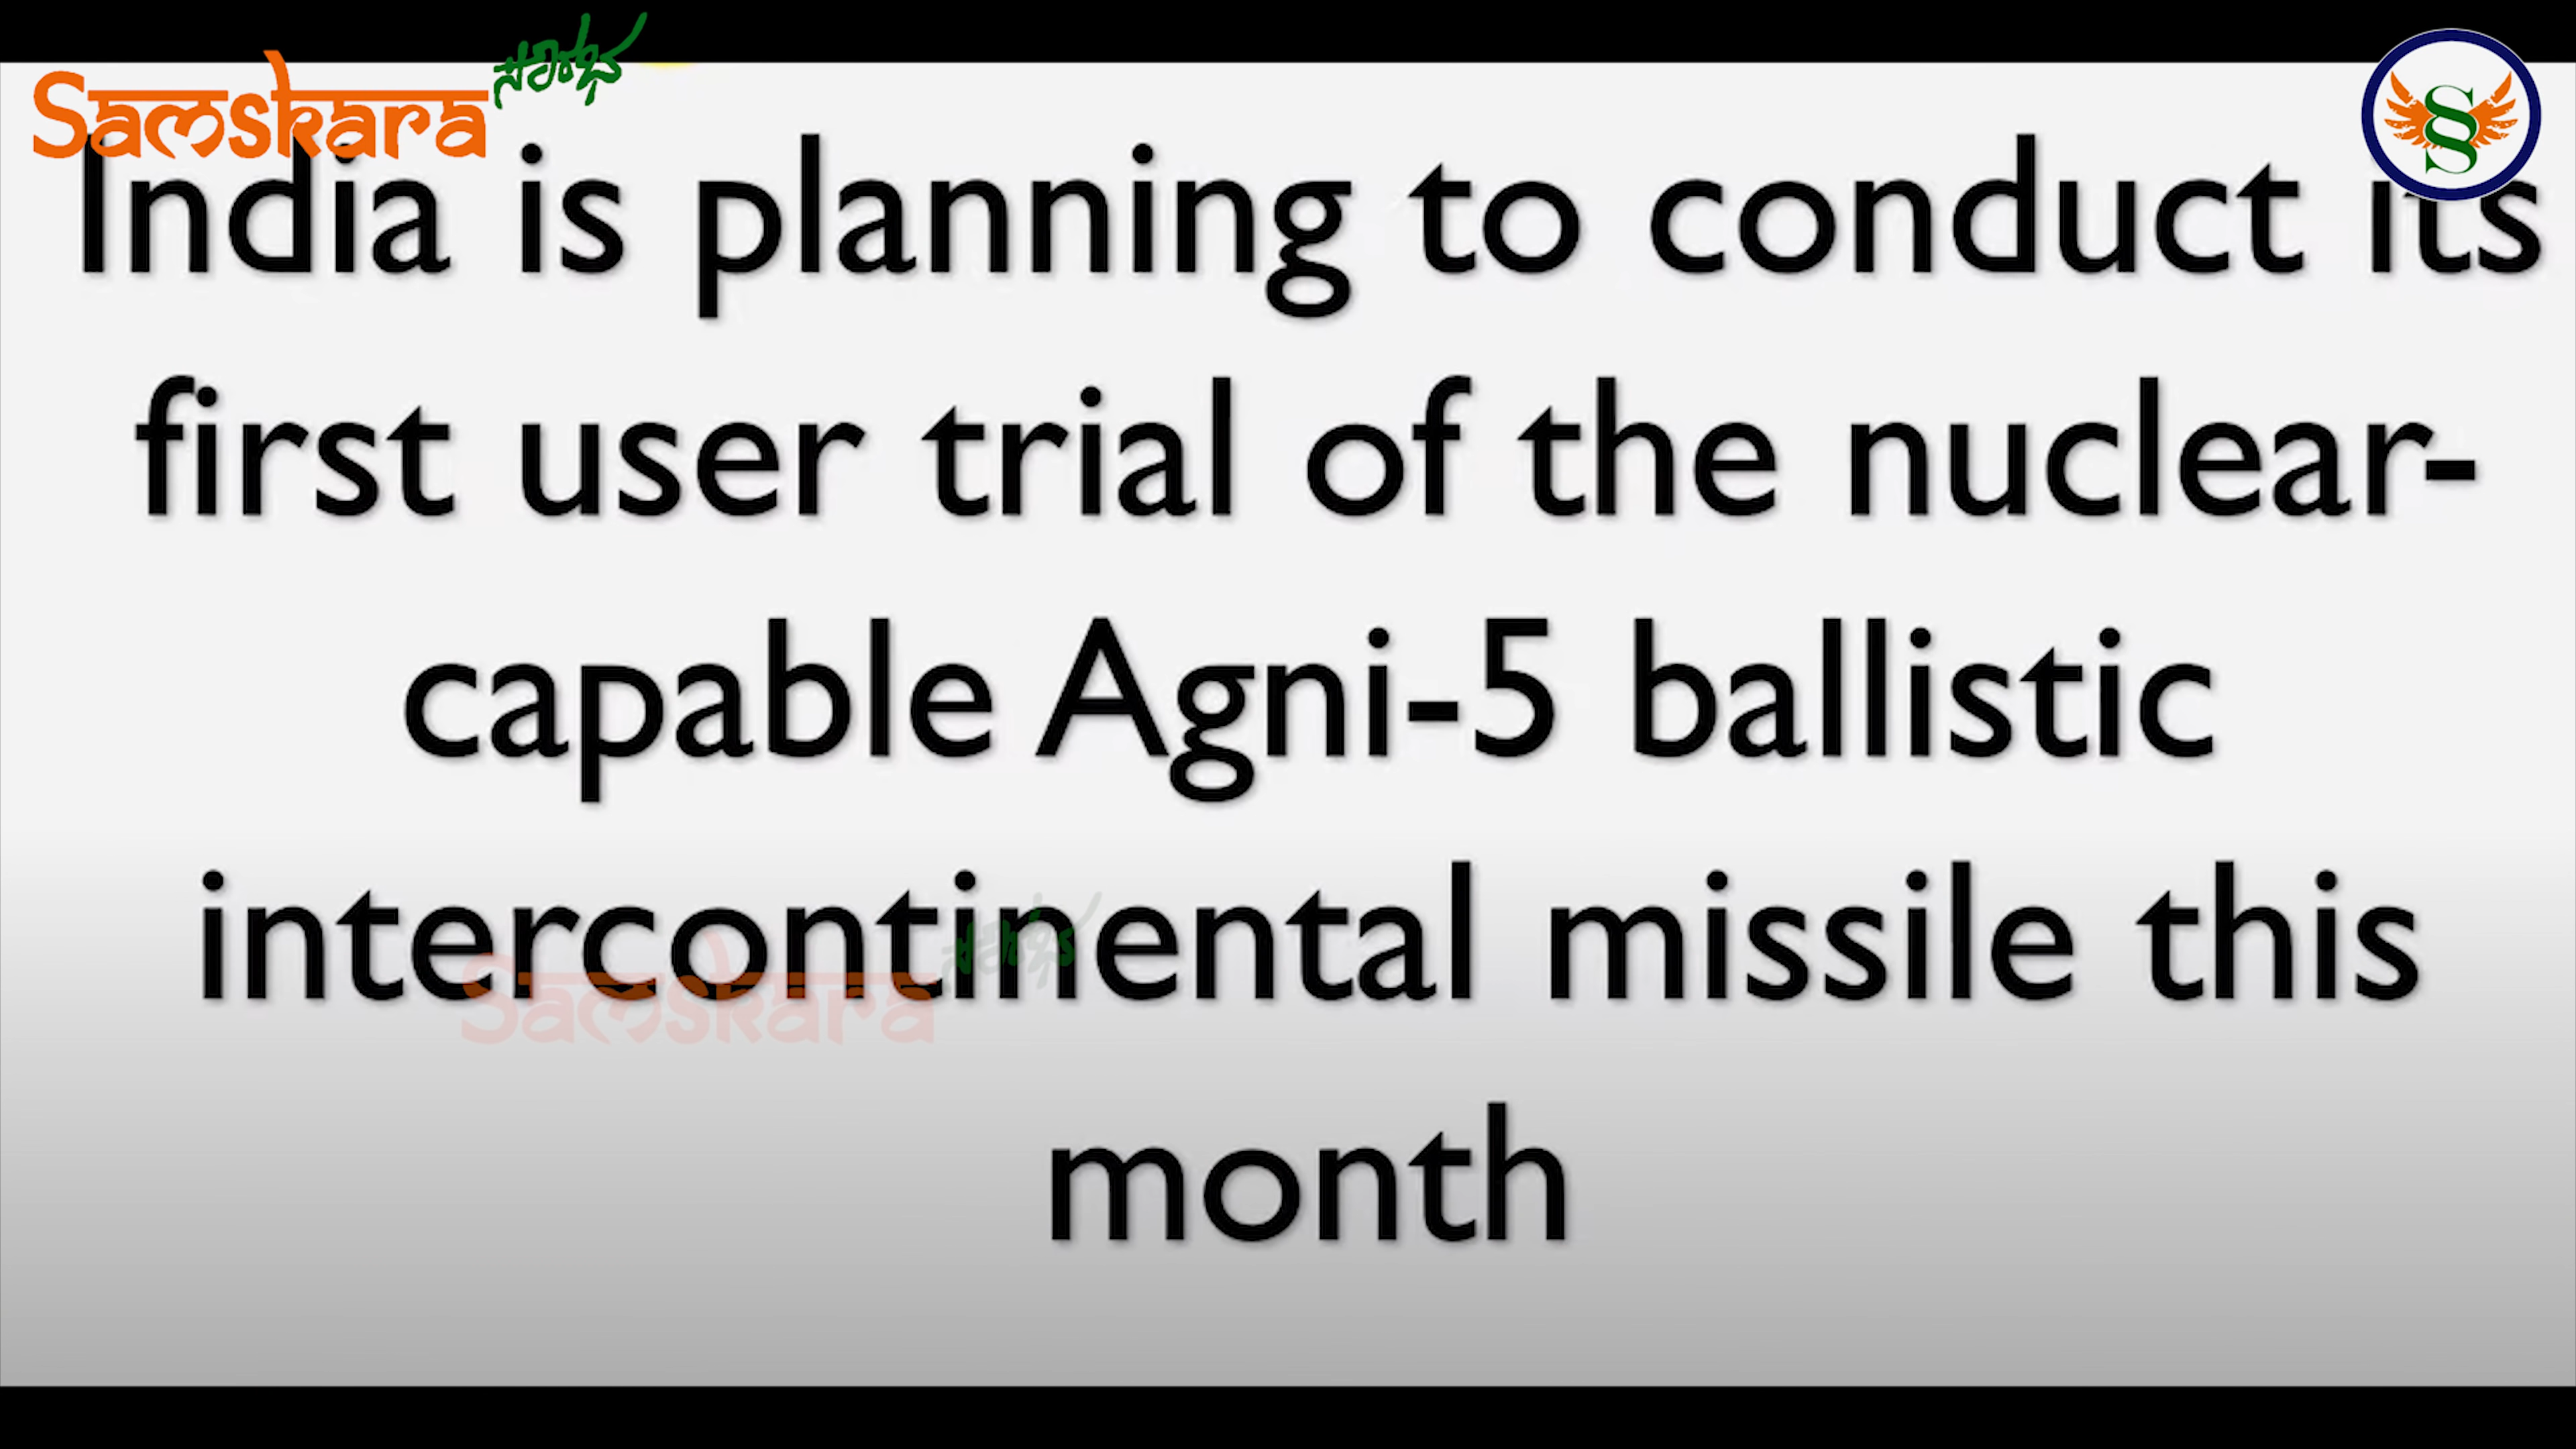 Samskara
India is planning to conduct its
first user trial of the nuclear-
capable Agni-5 ballistic
intercontinental missile this
month
Samskara